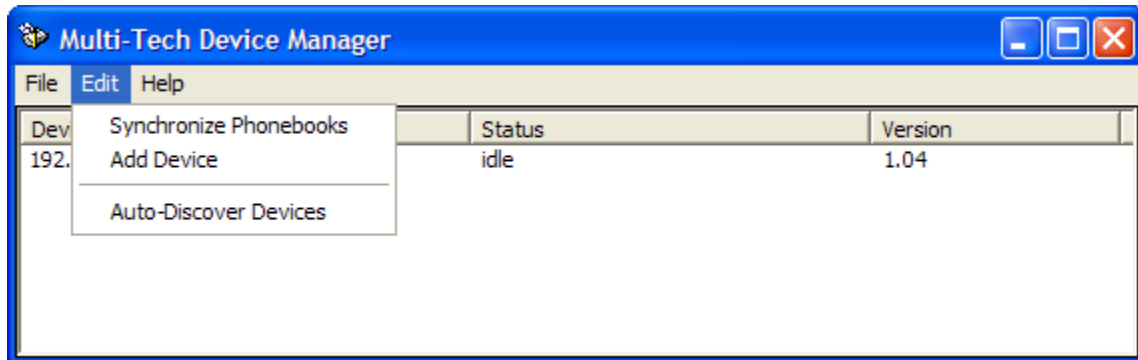 Multi-Tech Device Manager
File Edit Help
Synchronize Phonebooks
Add Device
Auto-Discover Devices
Status Version
192. idle 1.04